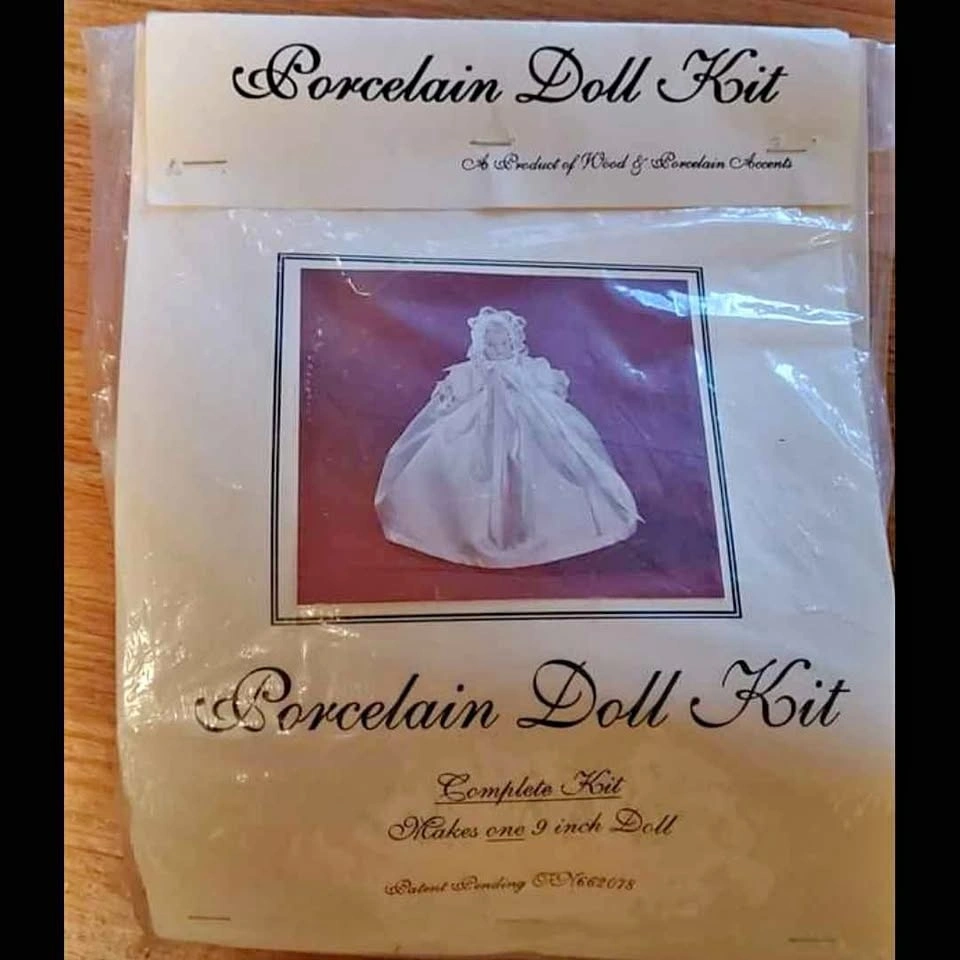 Porcelain Doll Kit
A Product of Wood & Porcelain Accents
Porcelain Doll Kit
Complete Kit
Makes one 9 inch Doll
Patent Pending